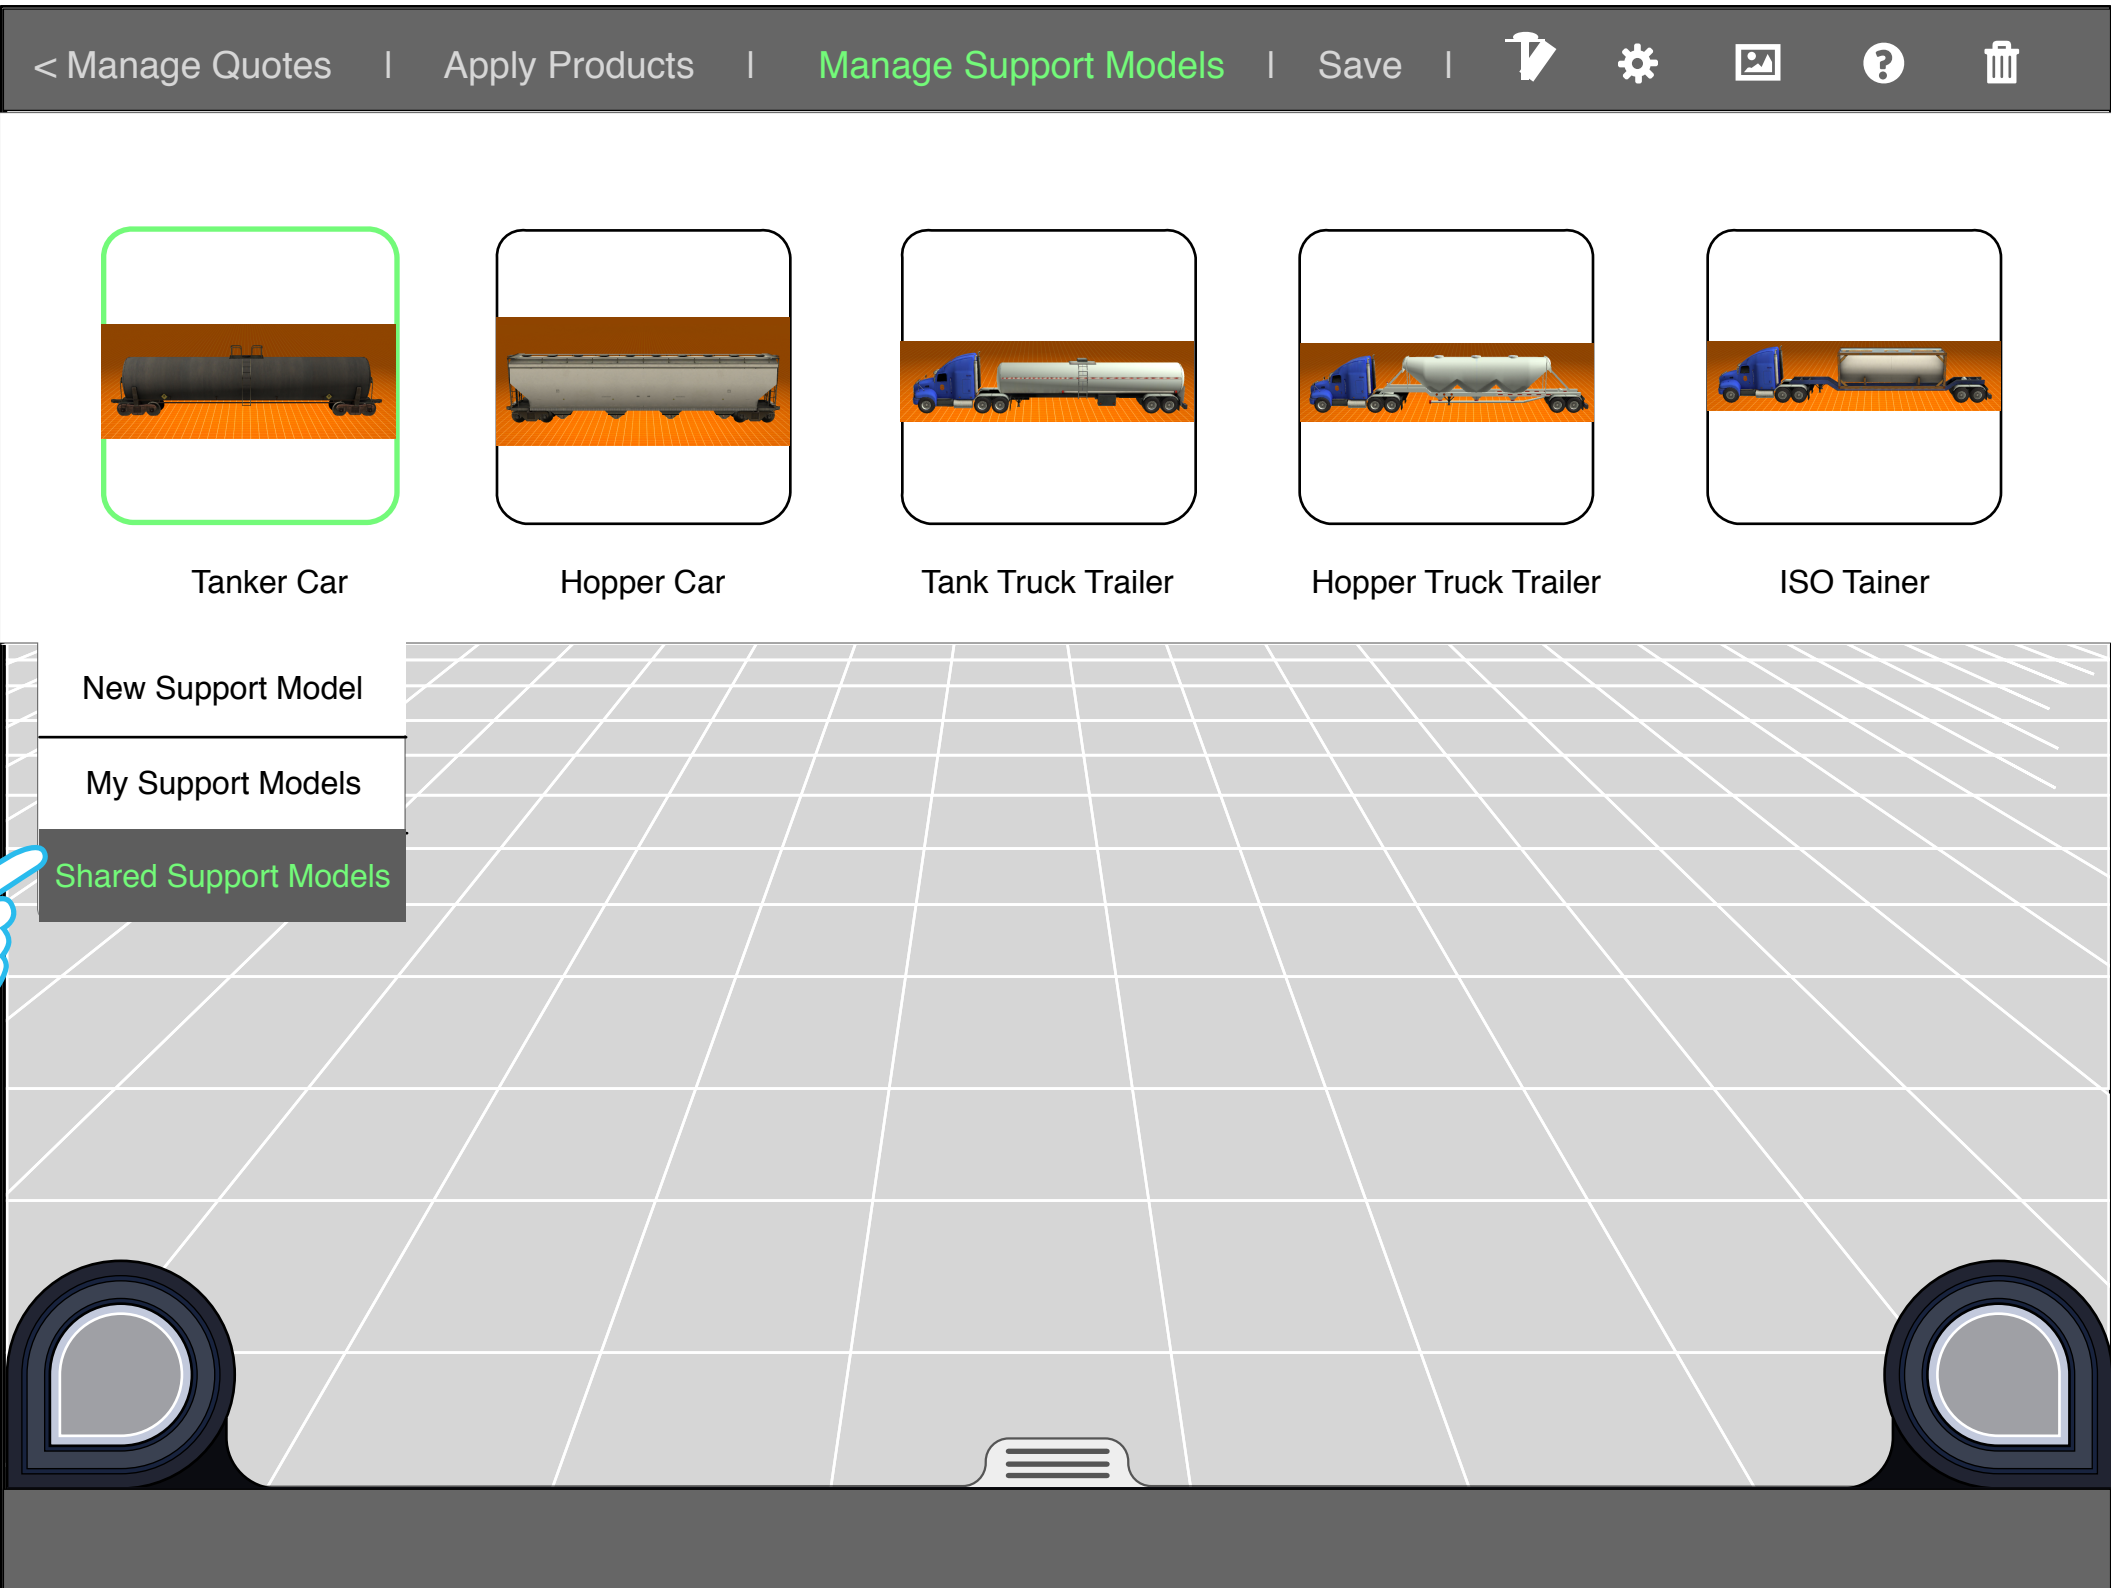 < Manage Quotes | Apply Products | Manage Support Models | Save |
Tanker Car Hopper Car Tank Truck Trailer Hopper Truck Trailer ISO Tainer
New Support Model
My Support Models
Shared Support Models